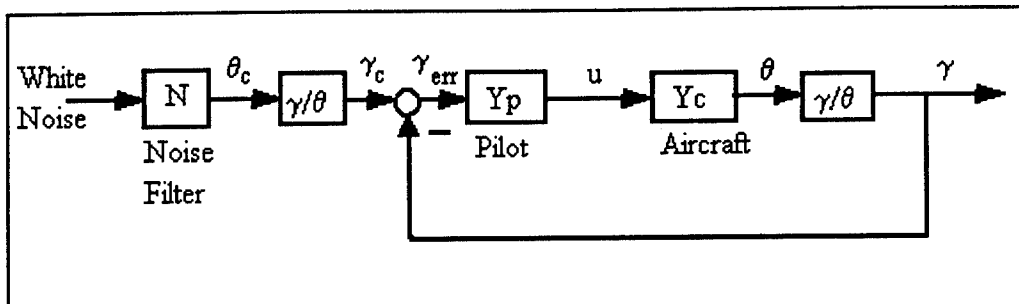 White
Noise
N
θc
γ/θ
γc
γerr
Yp
u
Yc
θ
γ/θ
γ
−
Noise
Filter
Pilot
Aircraft